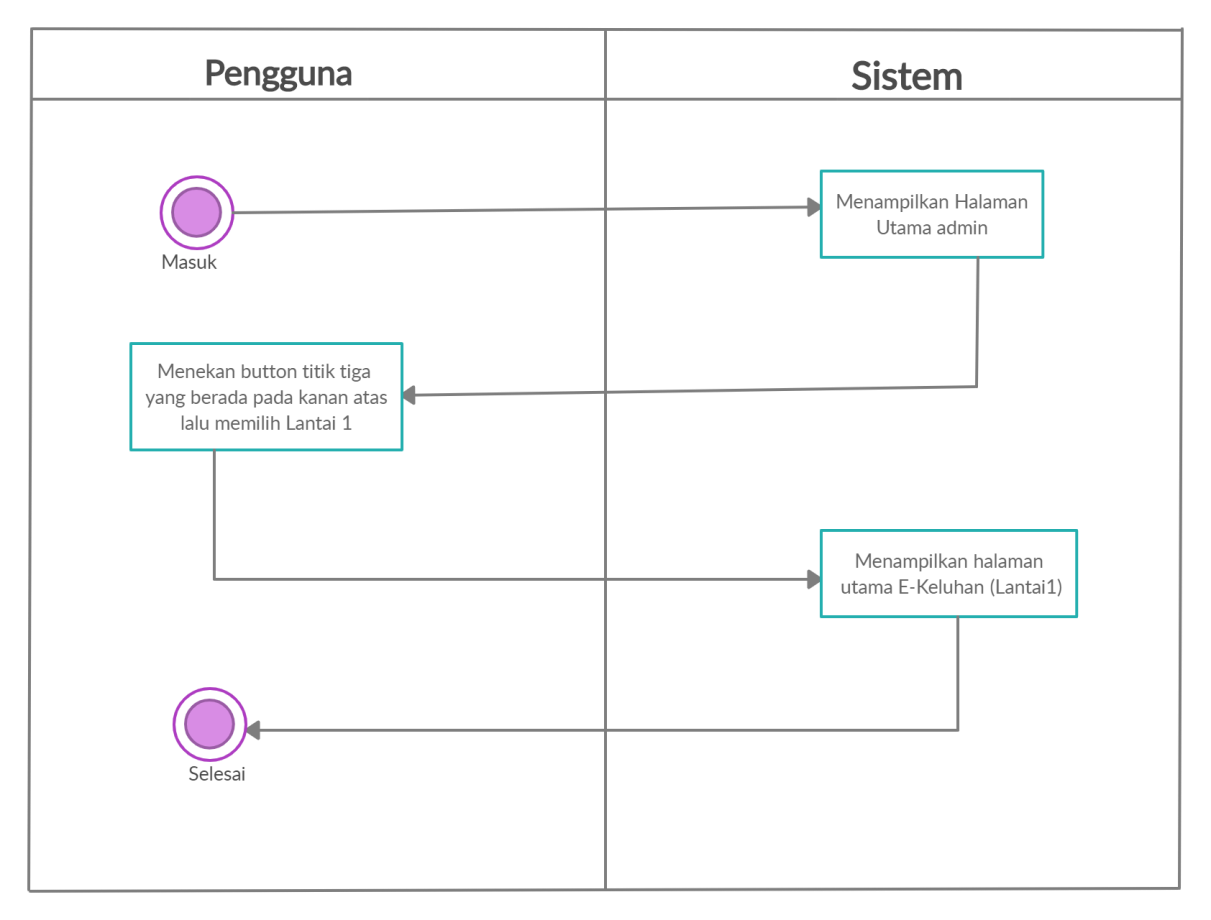 Pengguna
Sistem
Masuk
Menampilkan Halaman
Utama admin
Menekan button titik tiga
yang berada pada kanan atas
lalu memilih Lantai 1
Menampilkan halaman
utama E-Keluhan (Lantai1)
Selesai